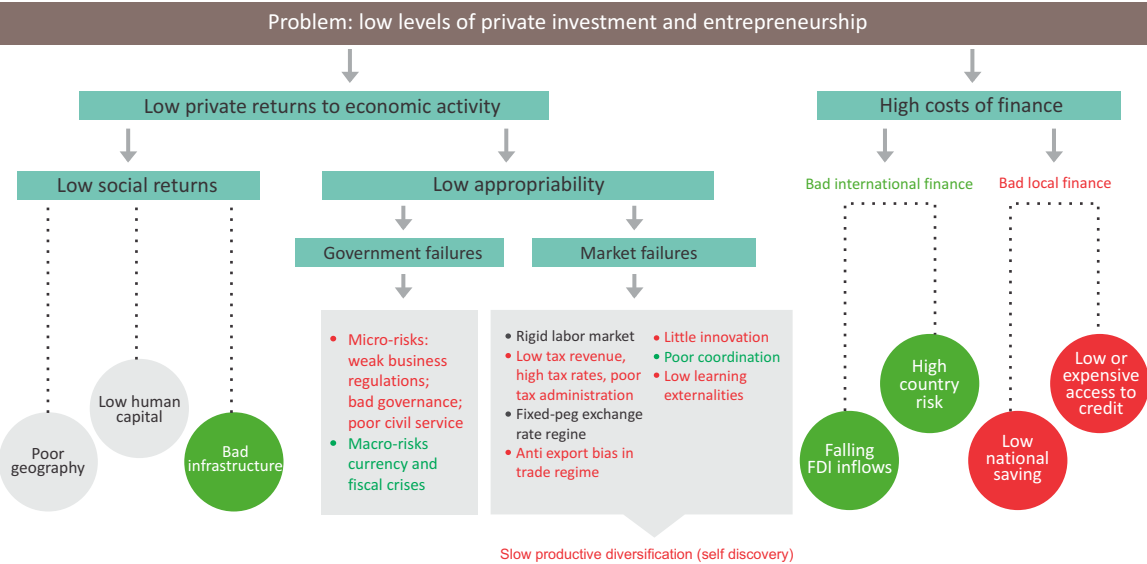 Problem: low levels of private investment and entrepreneurship
Low private returns to economic activity
High costs of finance
Low social returns
Low appropriability
Bad international finance
Bad local finance
Government failures
Market failures
• Micro-risks:
weak business
regulations;
bad governance;
poor civil service
• Macro-risks
currency and
fiscal crises
• Rigid labor market
• Low tax revenue,
high tax rates, poor
tax administration
• Fixed-peg exchange
rate regine
• Anti export bias in
trade regime
• Little innovation
• Poor coordination
• Low learning
externalities
Poor
geography
Low human
capital
Bad
infrastructure
Falling
FDI inflows
High
country
risk
Low
national
saving
Low or
expensive
access to
credit
Slow productive diversification (self discovery)